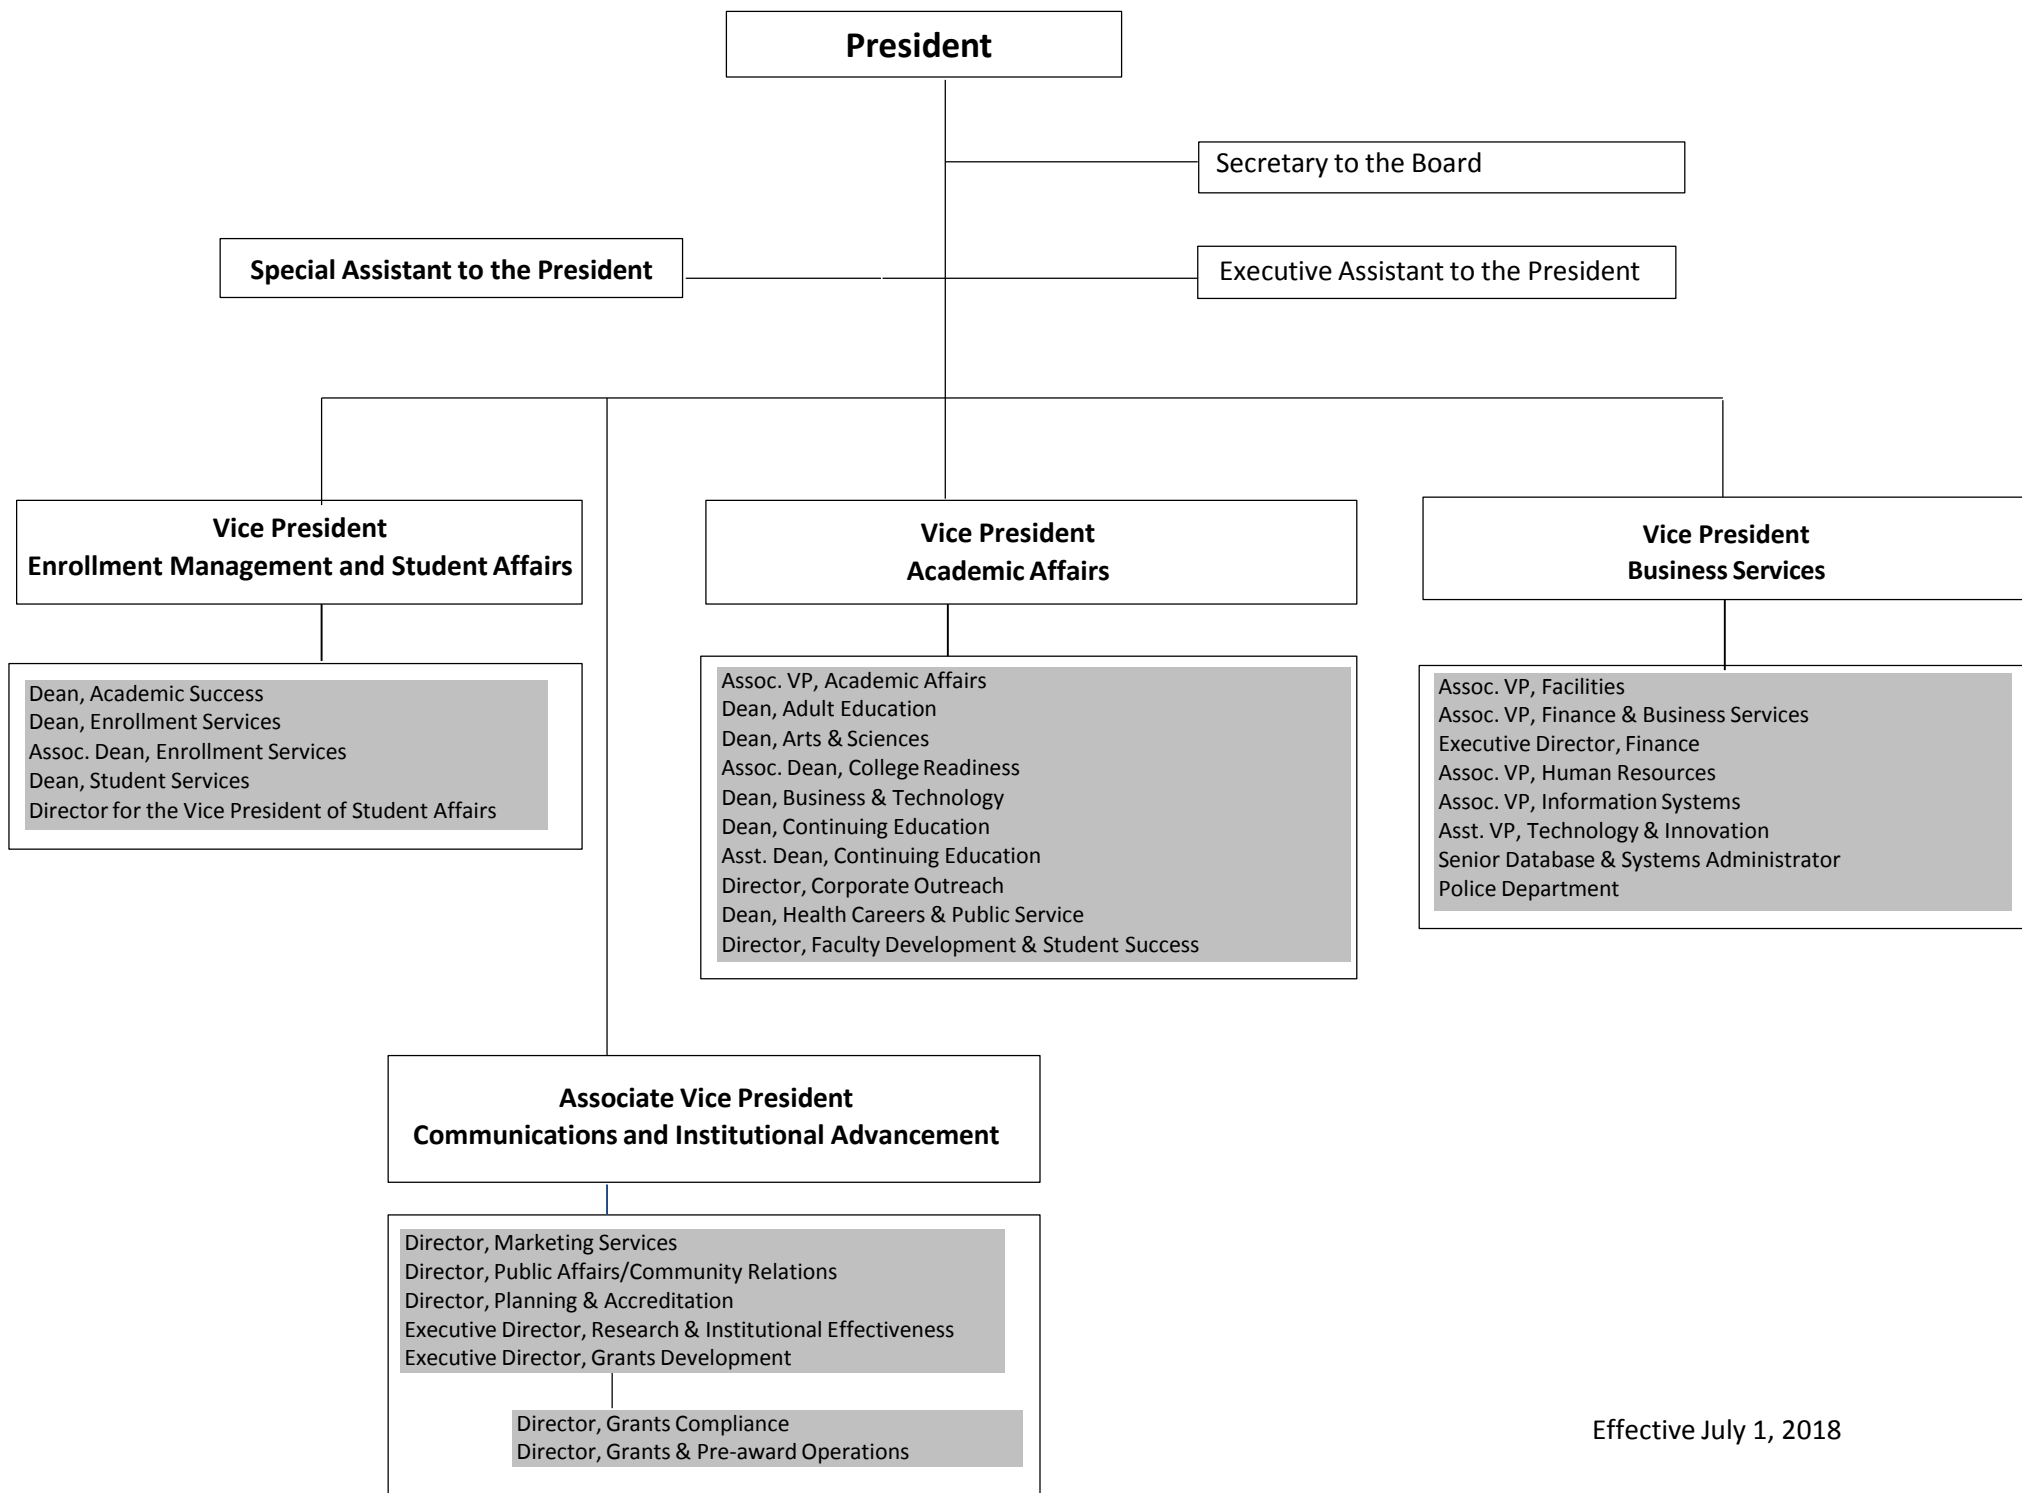 President
Secretary to the Board
Special Assistant to the President
Executive Assistant to the President
Vice President
Enrollment Management and Student Affairs
Dean, Academic Success
Dean, Enrollment Services
Assoc. Dean, Enrollment Services
Dean, Student Services
Director for the Vice President of Student Affairs
Vice President
Academic Affairs
Assoc. VP, Academic Affairs
Dean, Adult Education
Dean, Arts & Sciences
Assoc. Dean, College Readiness
Dean, Business & Technology
Dean, Continuing Education
Asst. Dean, Continuing Education
Director, Corporate Outreach
Dean, Health Careers & Public Service
Director, Faculty Development & Student Success
Vice President
Business Services
Assoc. VP, Facilities
Assoc. VP, Finance & Business Services
Executive Director, Finance
Assoc. VP, Human Resources
Assoc. VP, Information Systems
Asst. VP, Technology & Innovation
Senior Database & Systems Administrator
Police Department
Associate Vice President
Communications and Institutional Advancement
Director, Marketing Services
Director, Public Affairs/Community Relations
Director, Planning & Accreditation
Executive Director, Research & Institutional Effectiveness
Executive Director, Grants Development
Director, Grants Compliance
Director, Grants & Pre-award Operations
Effective July 1, 2018